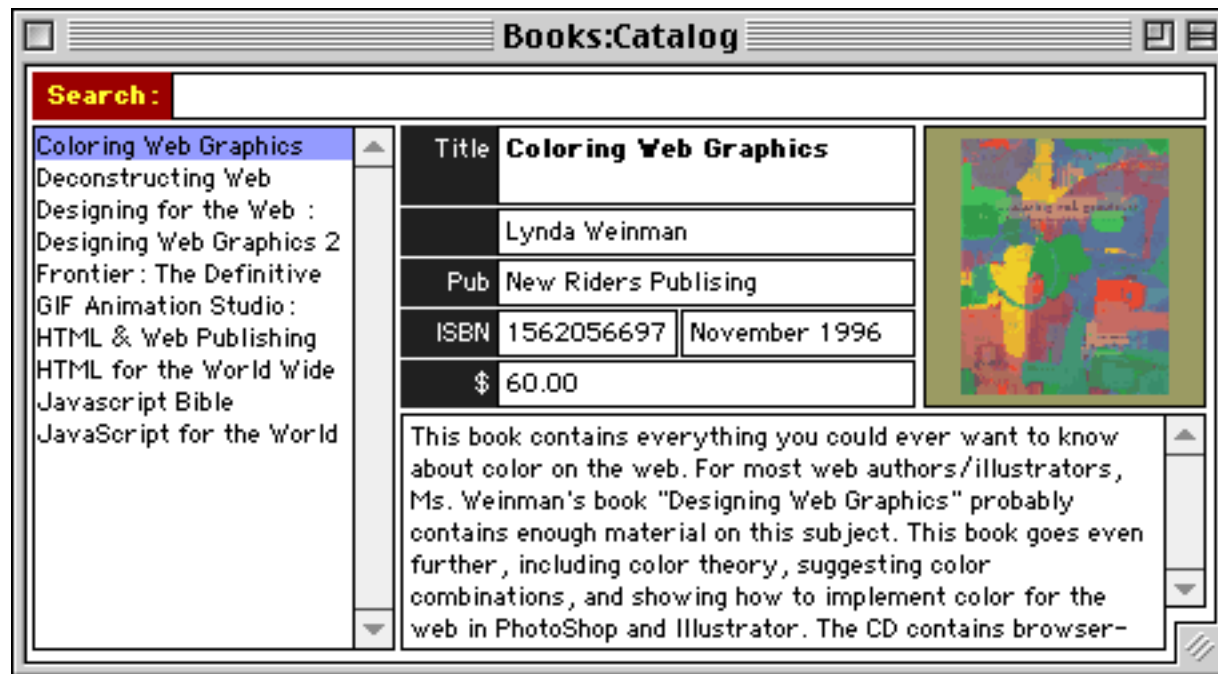 Books:Catalog
Search:
Coloring Web Graphics
Deconstructing Web
Designing for the Web :
Designing Web Graphics 2
Frontier: The Definitive
GIF Animation Studio:
HTML & Web Publishing
HTML for the World Wide
Javascript Bible
JavaScript for the World
Title Coloring Web Graphics
Lynda Weinman
Pub New Riders Publising
ISBN 1562056697 November 1996
$ 60.00
coloring web graphics
This book contains everything you could ever want to know
about color on the web. For most web authors/illustrators,
Ms. Weinman's book "Designing Web Graphics" probably
contains enough material on this subject. This book goes even
further, including color theory, suggesting color
combinations, and showing how to implement color for the
web in PhotoShop and Illustrator. The CD contains browser-